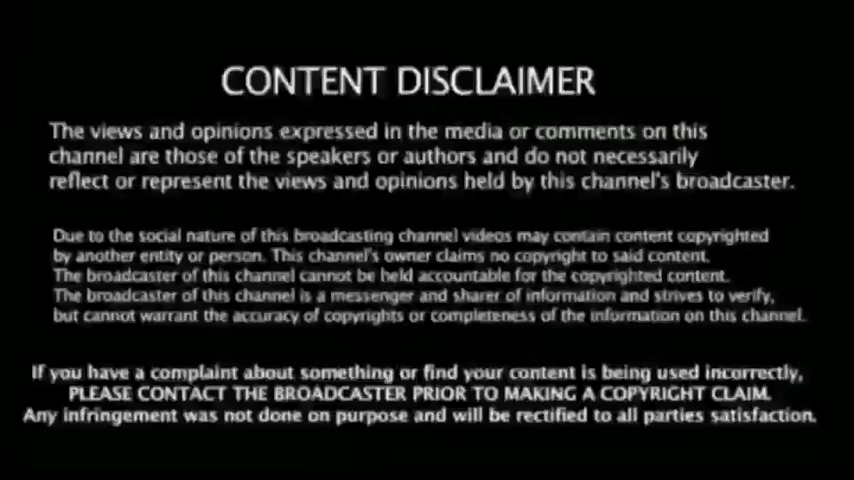 CONTENT DISCLAIMER
The views and opinions expressed in the media or comments on this
channel are those of the speakers or authors and do not necessarily
reflect or represent the views and opinions held by this channel's broadcaster.
Due to the social nature of this broadcasting channel videos may contain content copyrighted
by another entity or person. This channel's owner claims no copyright to said content.
The broadcaster of this channel cannot be held accountable for the copyrighted content.
The broadcaster of this channel is a messenger and sharer of information and strives to verify,
but cannot warrant the accuracy of copyrights or completeness of the information on this channel.
If you have a complaint about something or find your content is being used incorrectly,
PLEASE CONTACT THE BROADCASTER PRIOR TO MAKING A COPYRIGHT CLAIM.
Any infringement was not done on purpose and will be rectified to all parties satisfaction.